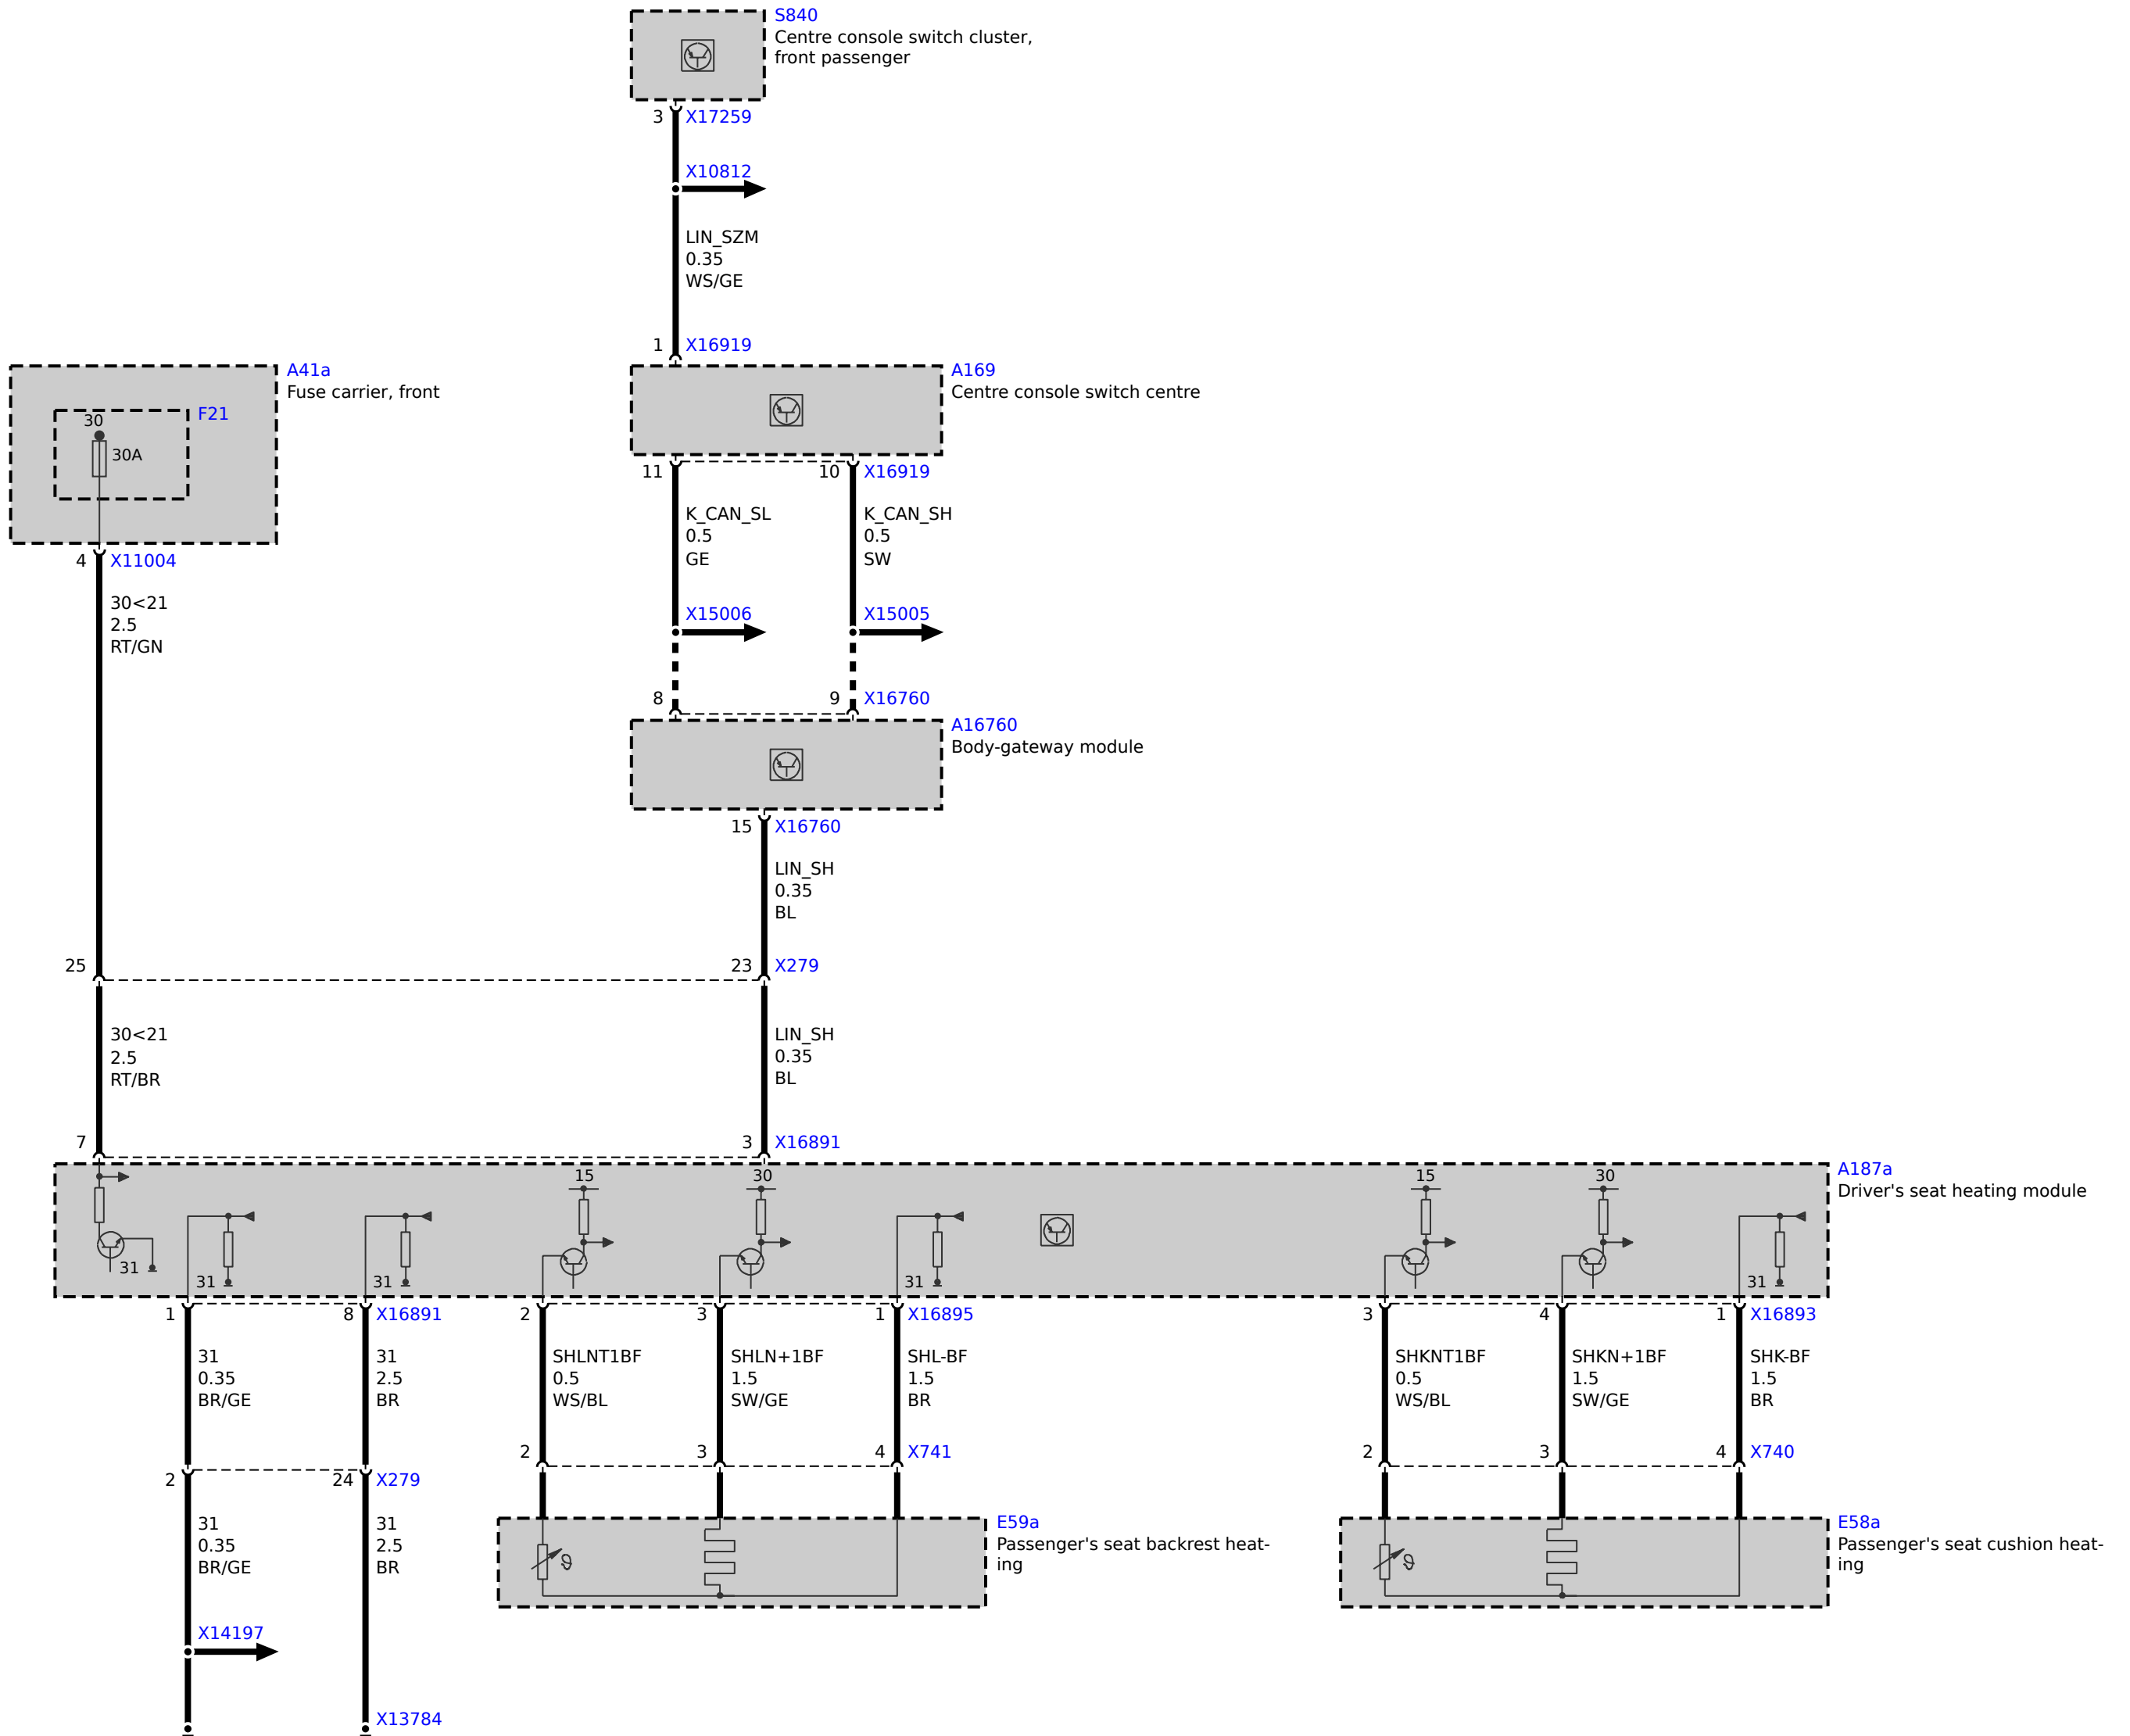 S840
Centre console switch cluster,
front passenger
3 X17259
X10812
LIN_SZM
0.35
WS/GE
1 X16919
A41a
Fuse carrier, front
F21
30
30A
A169
Centre console switch centre
11 10 X16919
K_CAN_SL
0.5
GE
K_CAN_SH
0.5
SW
4 X11004
30<21
2.5
RT/GN
X15006 X15005
8 9 X16760
A16760
Body-gateway module
15 X16760
LIN_SH
0.35
BL
25 23 X279
30<21
2.5
RT/BR
LIN_SH
0.35
BL
7 3 X16891
A187a
Driver's seat heating module
15 30 15 30
31 31 31 31 31
1 8 X16891 2 3 1 X16895 3 4 1 X16893
31
0.35
BR/GE
31
2.5
BR
SHLNT1BF
0.5
WS/BL
SHLN+1BF
1.5
SW/GE
SHL-BF
1.5
BR
SHKNT1BF
0.5
WS/BL
SHKN+1BF
1.5
SW/GE
SHK-BF
1.5
BR
2 3 4 X741 2 3 4 X740
2 24 X279
31
0.35
BR/GE
31
2.5
BR
E59a
Passenger's seat backrest heat-
ing
ϑ
E58a
Passenger's seat cushion heat-
ing
ϑ
X14197
X13784